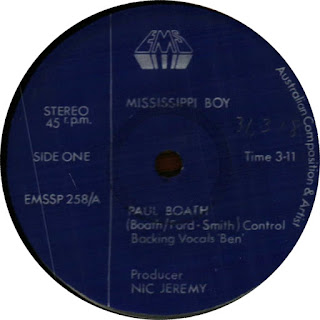 EMS
STEREO
45 r.p.m.
MISSISSIPPI BOY
SIDE ONE
Time 3-11
EMSSP 258/A
PAUL BOATH
(Boath/Ford-Smith) Control
Backing Vocals 'Ben'
Producer
NIC JEREMY
Australian Composition & Artist